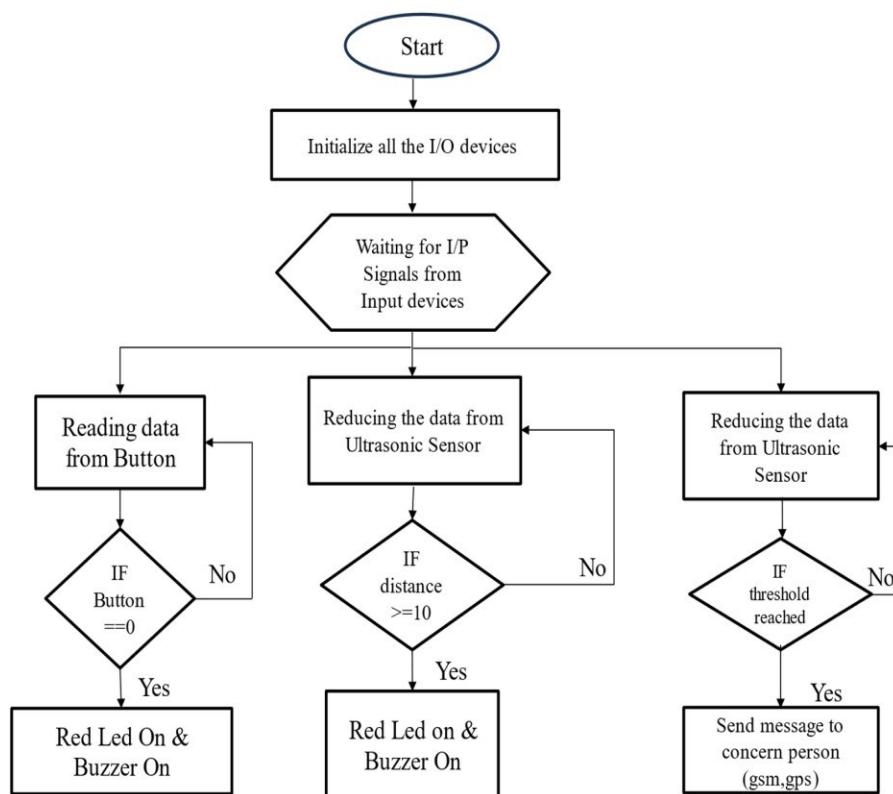 Start
Initialize all the I/O devices
Waiting for I/P
Signals from
Input devices
Reading data
from Button
Reducing the data from
Ultrasonic Sensor
Reducing the data
from Ultrasonic
Sensor
IF
Button
==0
No
IF
distance
>=10
No
IF
threshold
reached
No
Yes
Yes
Yes
Red Led On &
Buzzer On
Red Led on &
Buzzer On
Send message to
concern person
(gsm,gps)